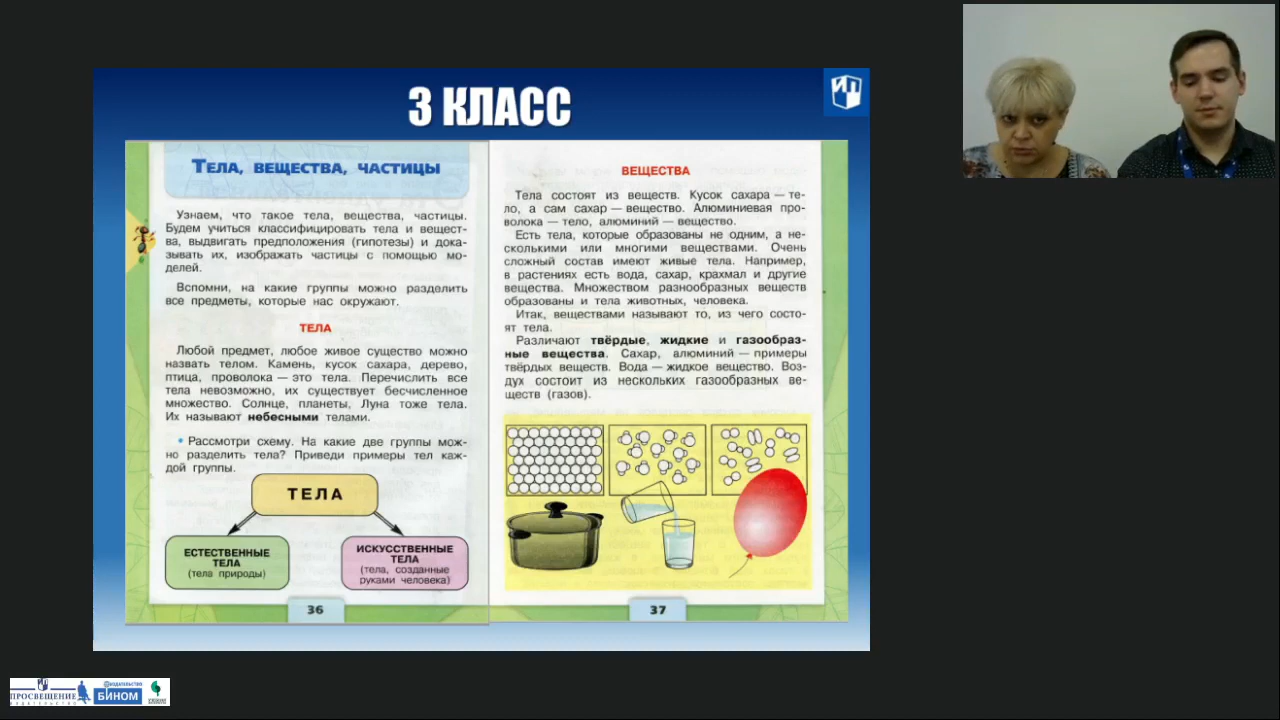 3 КЛАСС
ИП
ТЕЛА, ВЕЩЕСТВА, ЧАСТИЦЫ
Узнаем, что такое тела, вещества, частицы.
Будем учиться классифицировать тела и вещест-
ва, выдвигать предположения (гипотезы) и дока-
зывать их, изображать частицы с помощью мо-
делей.
Вспомни, на какие группы можно разделить
все предметы, которые нас окружают.
ТЕЛА
Любой предмет, любое живое существо можно
назвать телом. Камень, кусок сахара, дерево,
птица, проволока — это тела. Перечислить все
тела невозможно, их существует бесчисленное
множество. Солнце, планеты, Луна тоже тела.
Их называют небесными телами.
• Рассмотри схему. На какие две группы мож-
но разделить тела? Приведи примеры тел каж-
дой группы.
ТЕЛА
ЕСТЕСТВЕННЫЕ
ТЕЛА
(тела природы)
ИСКУССТВЕННЫЕ
ТЕЛА
(тела, созданные
руками человека)
36
ВЕЩЕСТВА
Тела состоят из веществ. Кусок сахара — те-
ло, а сам сахар — вещество. Алюминиевая про-
волока — тело, алюминий — вещество.
Есть тела, которые образованы не одним, а не-
сколькими или многими веществами. Очень
сложный состав имеют живые тела. Например,
в растениях есть вода, сахар, крахмал и другие
вещества. Множеством разнообразных веществ
образованы и тела животных, человека.
Итак, веществами называют то, из чего состо-
ят тела.
Различают твёрдые, жидкие и газообраз-
ные вещества. Сахар, алюминий — примеры
твёрдых веществ. Вода — жидкое вещество. Воз-
дух состоит из нескольких газообразных ве-
ществ (газов).
37
ПРОСВЕЩЕНИЕ
ИЗДАТЕЛЬСТВО
ИЗДАТЕЛЬСТВО
БИНОМ